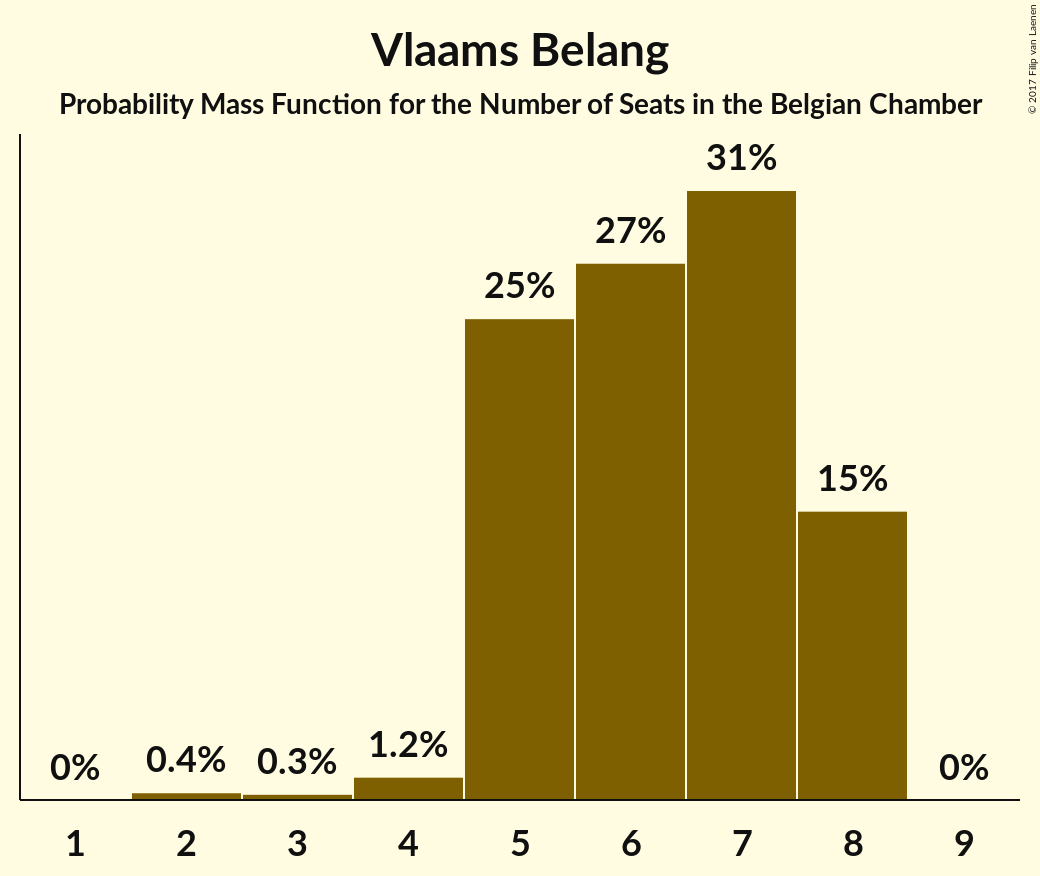 Vlaams Belang
Probability Mass Function for the Number of Seats in the Belgian Chamber
© 2017 Filip van Laenen
31%
27%
25%
15%
1.2%
0% 0.4% 0.3% 0%
1 2 3 4 5 6 7 8 9